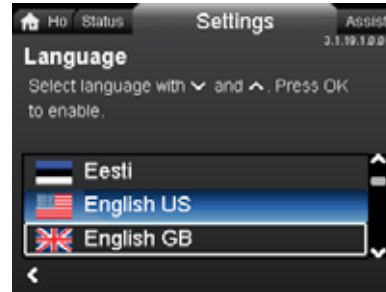 Ho Status Settings Assist
3.1.19.1.0.0
Language
Select language with and . Press OK
to enable.
Eesti
English US
English GB